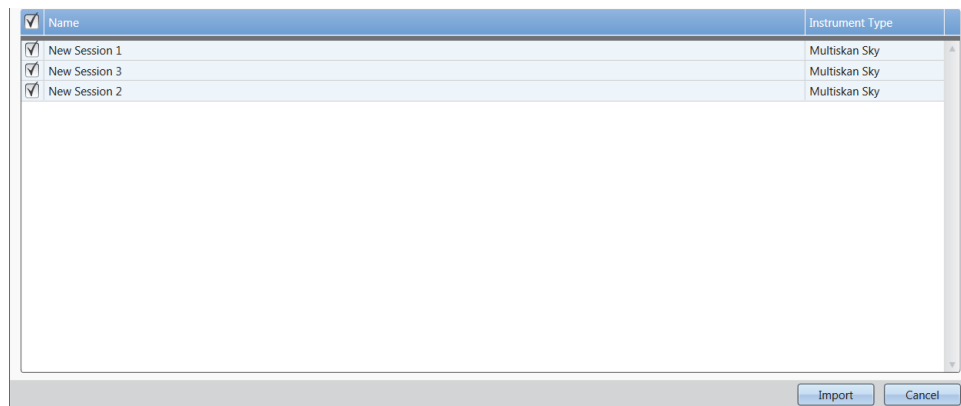 Name Instrument Type
New Session 1 Multiskan Sky
New Session 3 Multiskan Sky
New Session 2 Multiskan Sky
Import Cancel